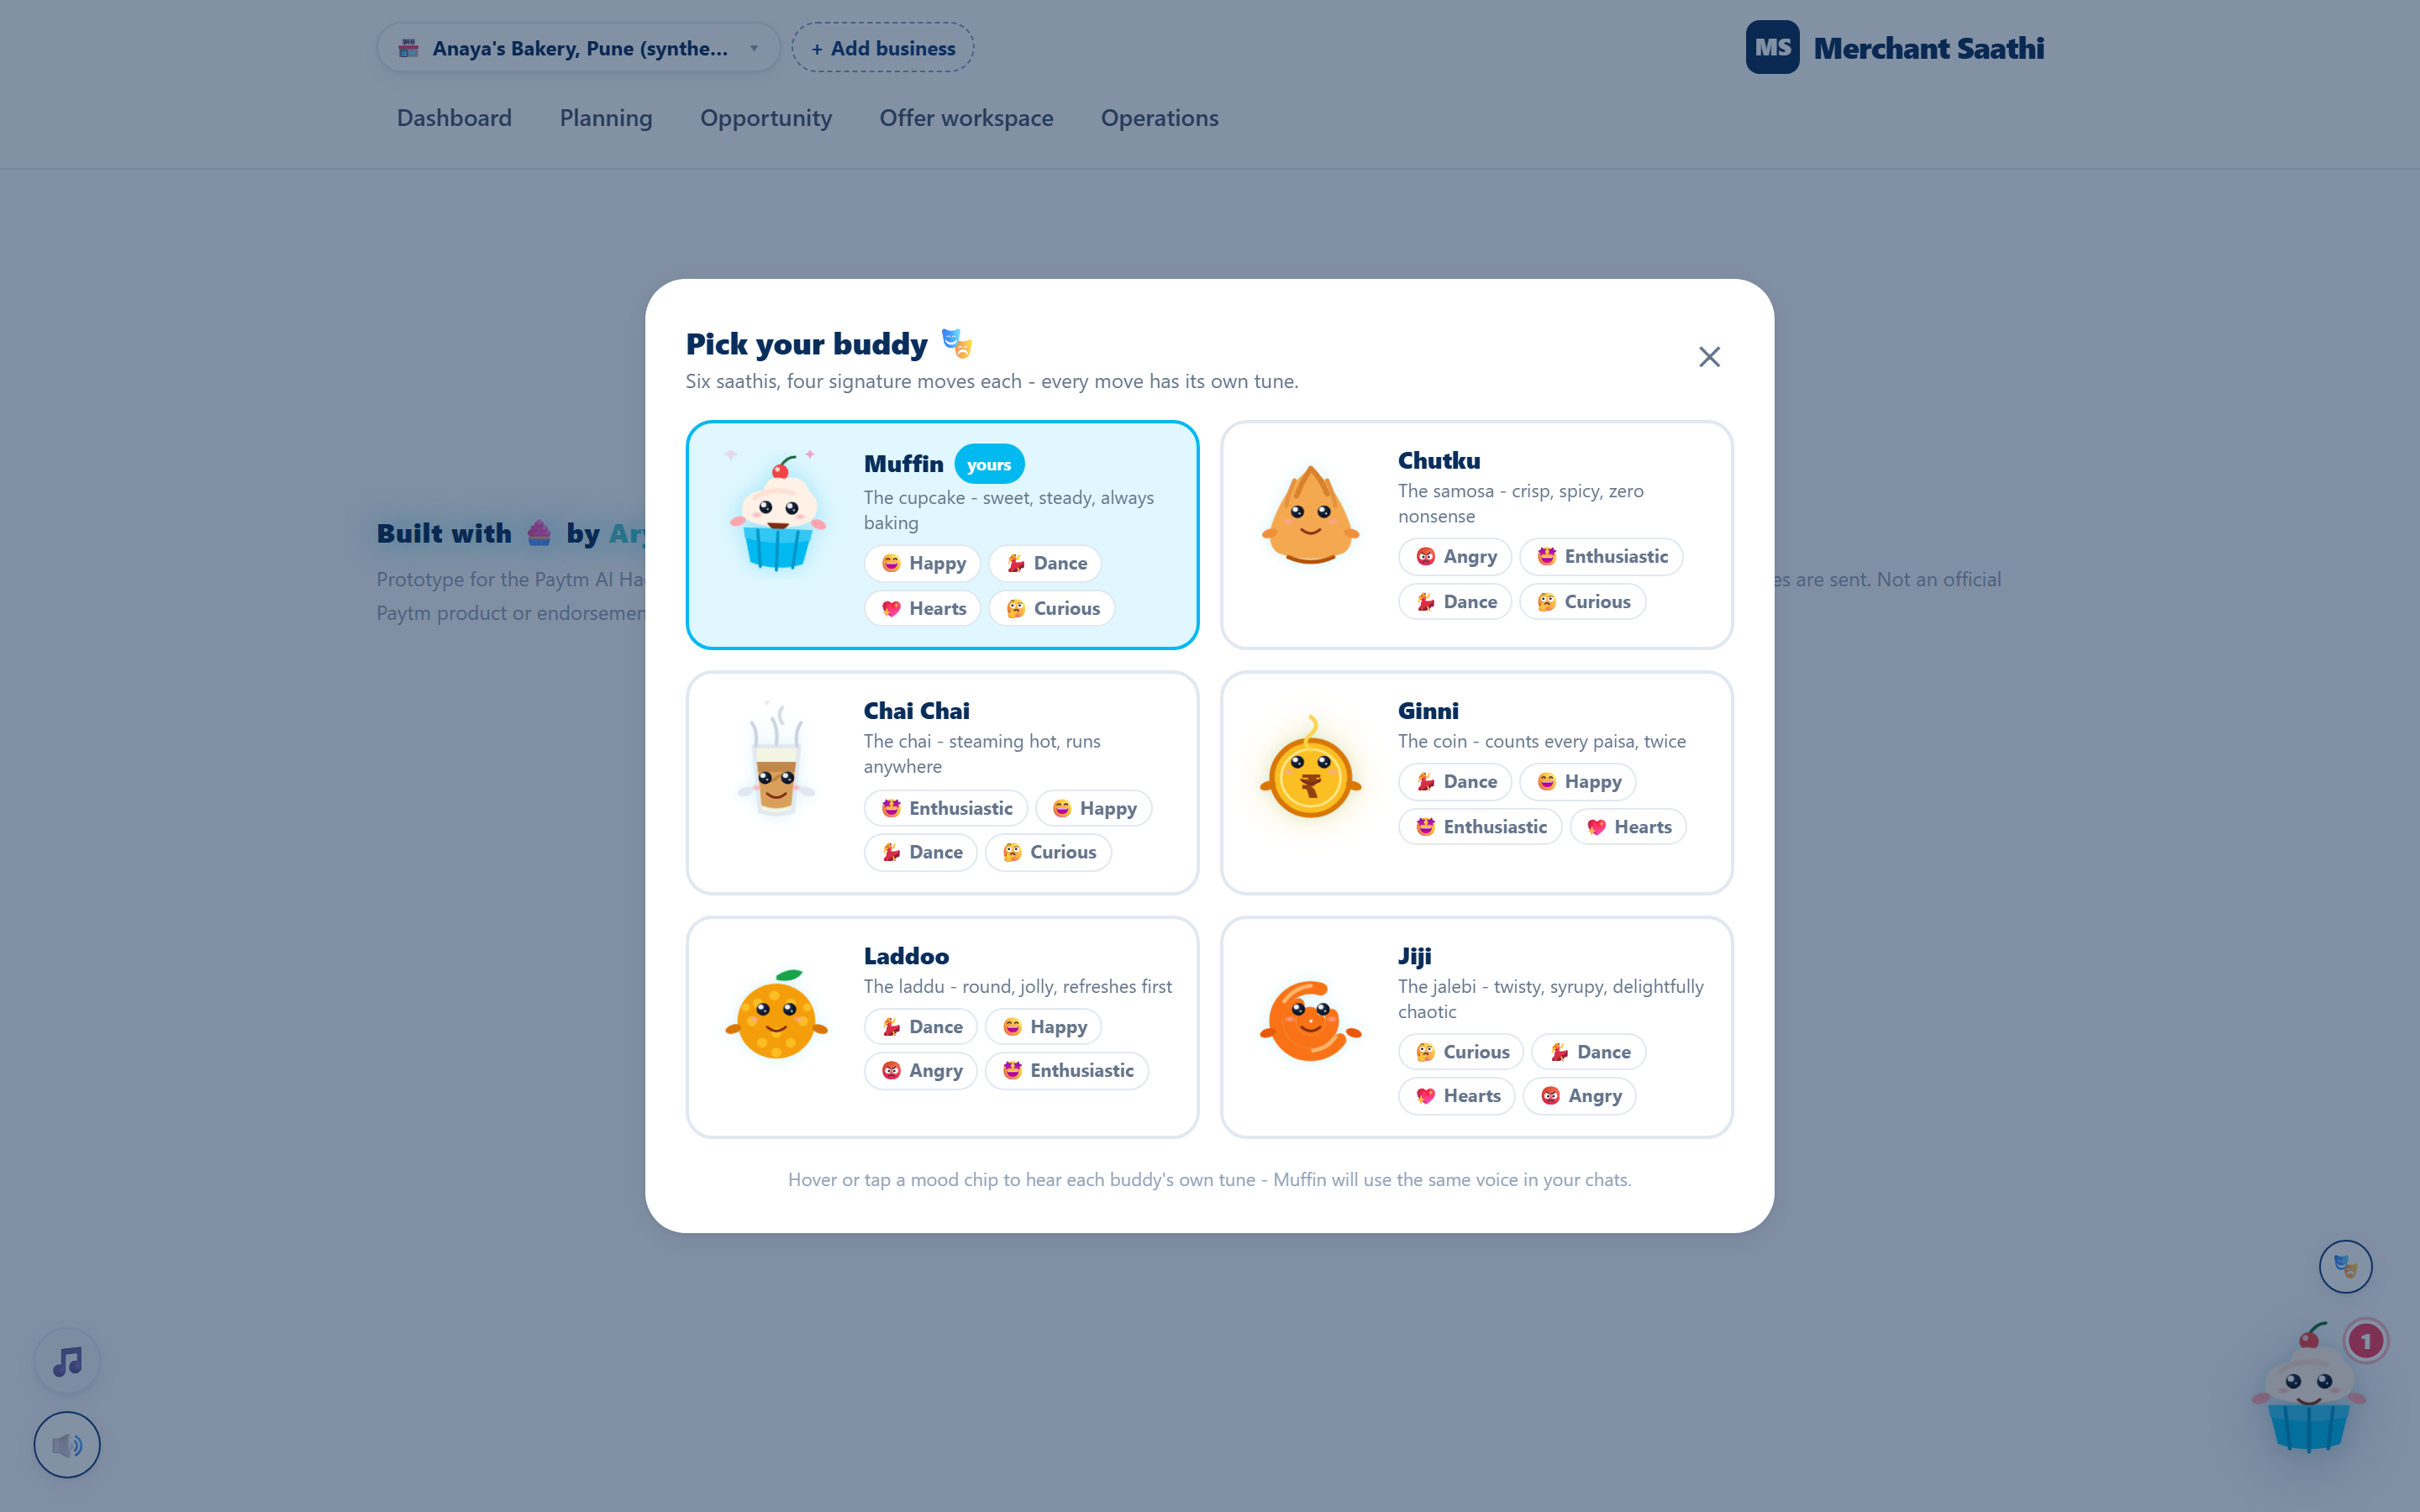 Anaya's Bakery, Pune (synthe...
+ Add business
MS Merchant Saathi
Dashboard Planning Opportunity Offer workspace Operations
Pick your buddy
Six saathis, four signature moves each - every move has its own tune.
Muffin yours
The cupcake - sweet, steady, always
baking
Happy Dance
Hearts Curious
Chutku
The samosa - crisp, spicy, zero
nonsense
Angry Enthusiastic
Dance Curious
Chai Chai
The chai - steaming hot, runs
anywhere
Enthusiastic Happy
Dance Curious
Ginni
The coin - counts every paisa, twice
Dance Happy
Enthusiastic Hearts
₹
Laddoo
The laddu - round, jolly, refreshes first
Dance Happy
Angry Enthusiastic
Jiji
The jalebi - twisty, syrupy, delightfully
chaotic
Curious Dance
Hearts Angry
Hover or tap a mood chip to hear each buddy's own tune - Muffin will use the same voice in your chats.
Built with by
Prototype for the Paytm AI
are sent. Not an official
Paytm product or
1